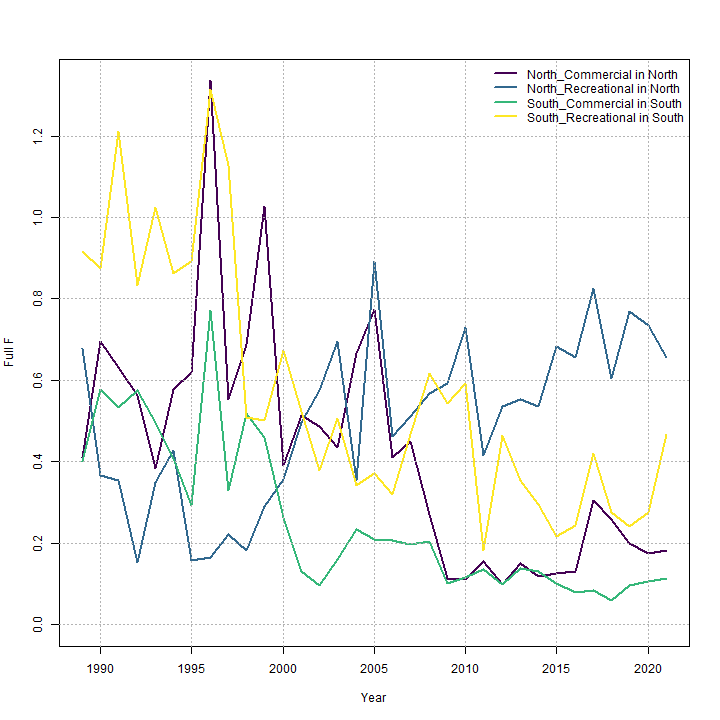 North_Commercial in North
North_Recreational in North
South_Commercial in South
South_Recreational in South
Full F
1.2
1.0
0.8
0.6
0.4
0.2
0.0
1990 1995 2000 2005 2010 2015 2020
Year